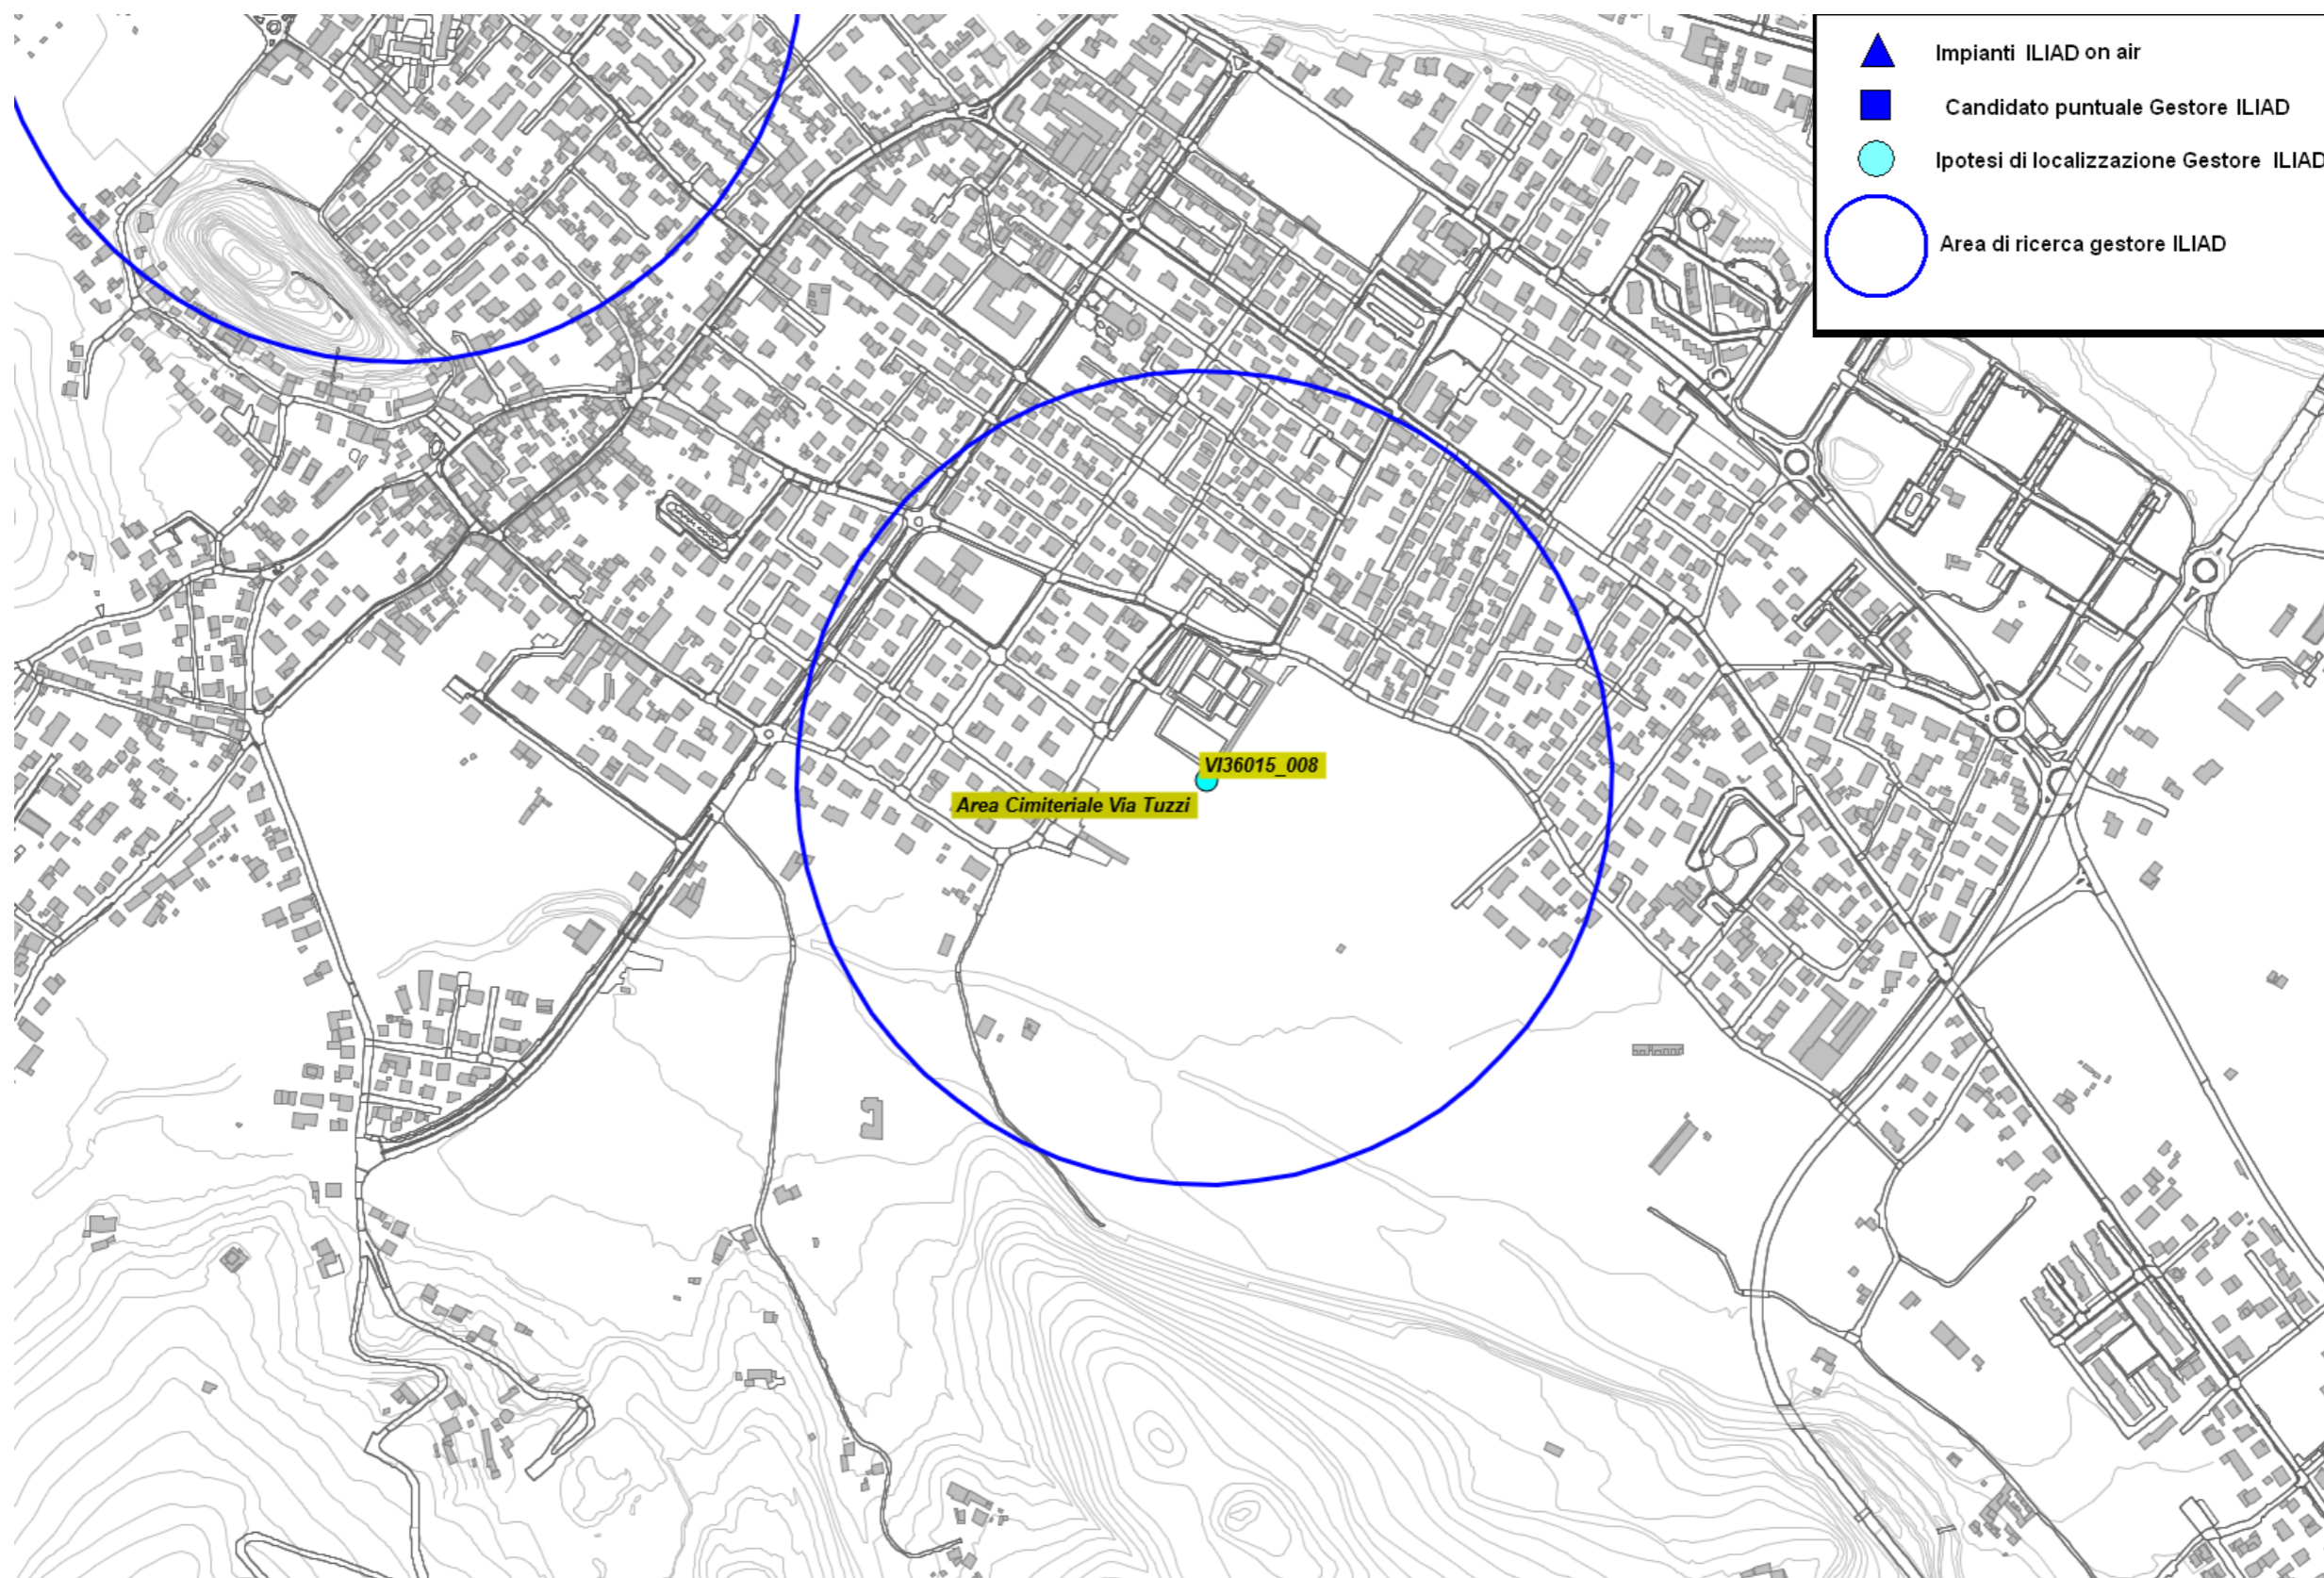 Impianti ILIAD on air
Candidato puntuale Gestore ILIAD
Ipotesi di localizzazione Gestore ILIAD
Area di ricerca gestore ILIAD
VI36015_008
Area Cimiteriale Via Tuzzi